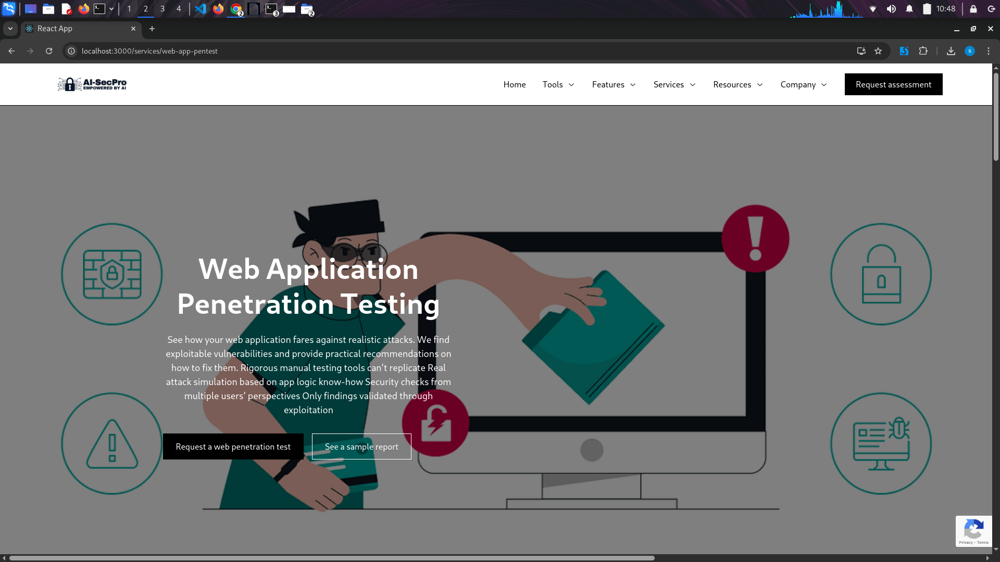 1 2 3 4
2 3 2
10:48
React App
localhost:3000/services/web-app-pentest
S
AI-SecPro
EMPOWERED BY AI
Home Tools Features Services Resources Company Request assessment
Web Application
Penetration Testing
See how your web application fares against realistic attacks. We find
exploitable vulnerabilities and provide practical recommendations on
how to fix them. Rigorous manual testing tools can’t replicate Real
attack simulation based on app logic know-how Security checks from
multiple users’ perspectives Only findings validated through
exploitation
Request a web penetration test See a sample report
Privacy - Terms